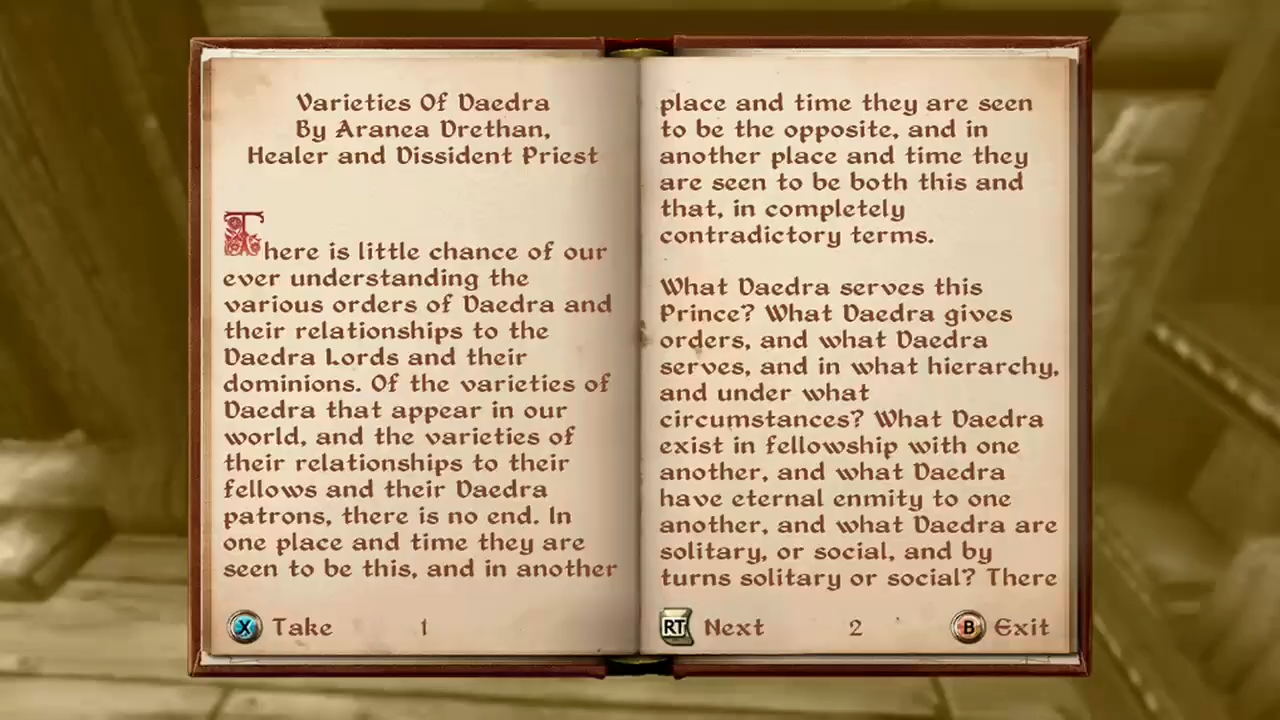 Varieties Of Daedra
By Aranea Drethan,
Healer and Dissident Priest
There is little chance of our
ever understanding the
various orders of Daedra and
their relationships to the
Daedra Lords and their
dominions. Of the varieties of
Daedra that appear in our
world, and the varieties of
their relationships to their
fellows and their Daedra
patrons, there is no end. In
one place and time they are
seen to be this, and in another
X Take
1
place and time they are seen
to be the opposite, and in
another place and time they
are seen to be both this and
that, in completely
contradictory terms.
What Daedra serves this
Prince? What Daedra gives
orders, and what Daedra
serves, and in what hierarchy,
and under what
circumstances? What Daedra
exist in fellowship with one
another, and what Daedra
have eternal enmity to one
another, and what Daedra are
solitary, or social, and by
turns solitary or social? There
RT Next
2
B Exit